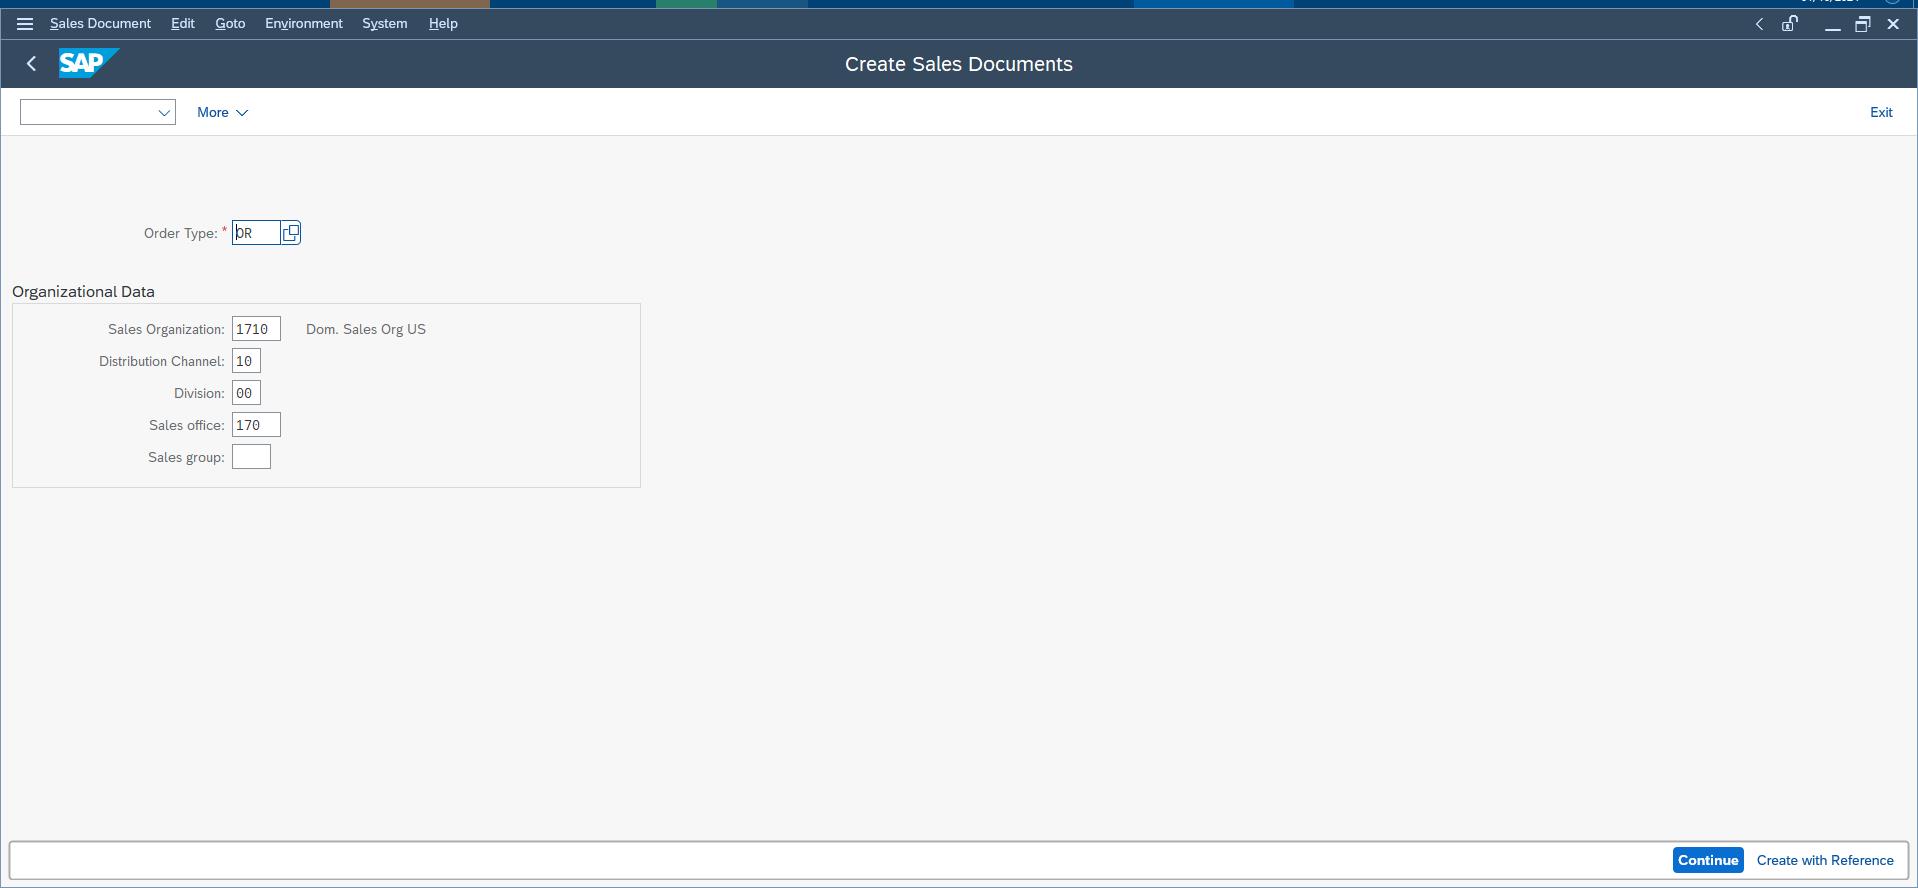 Sales Document Edit Goto Environment System Help
SAP Create Sales Documents
More Exit
Order Type: * OR
Organizational Data
Sales Organization: 1710 Dom. Sales Org US
Distribution Channel: 10
Division: 00
Sales office: 170
Sales group:
Continue Create with Reference